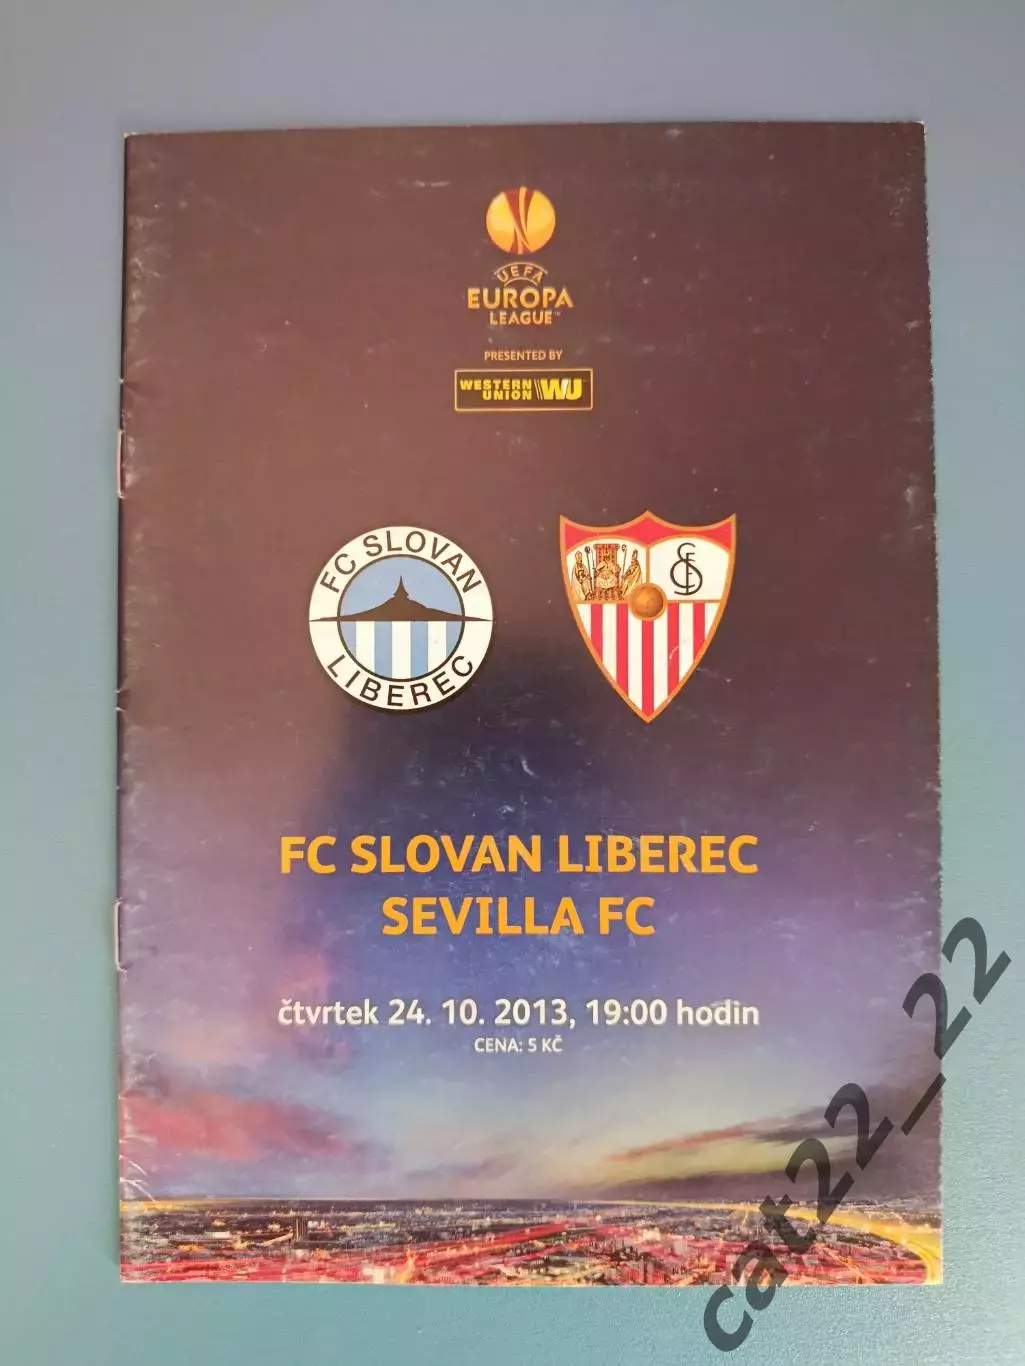 UEFA
EUROPA
LEAGUE™
PRESENTED BY
WESTERN
UNION WU
FC SLOVAN
LIBEREC
FC SLOVAN LIBEREC
SEVILLA FC
čtvrtek 24. 10. 2013, 19:00 hodin
CENA: 5 KČ
cat22_22